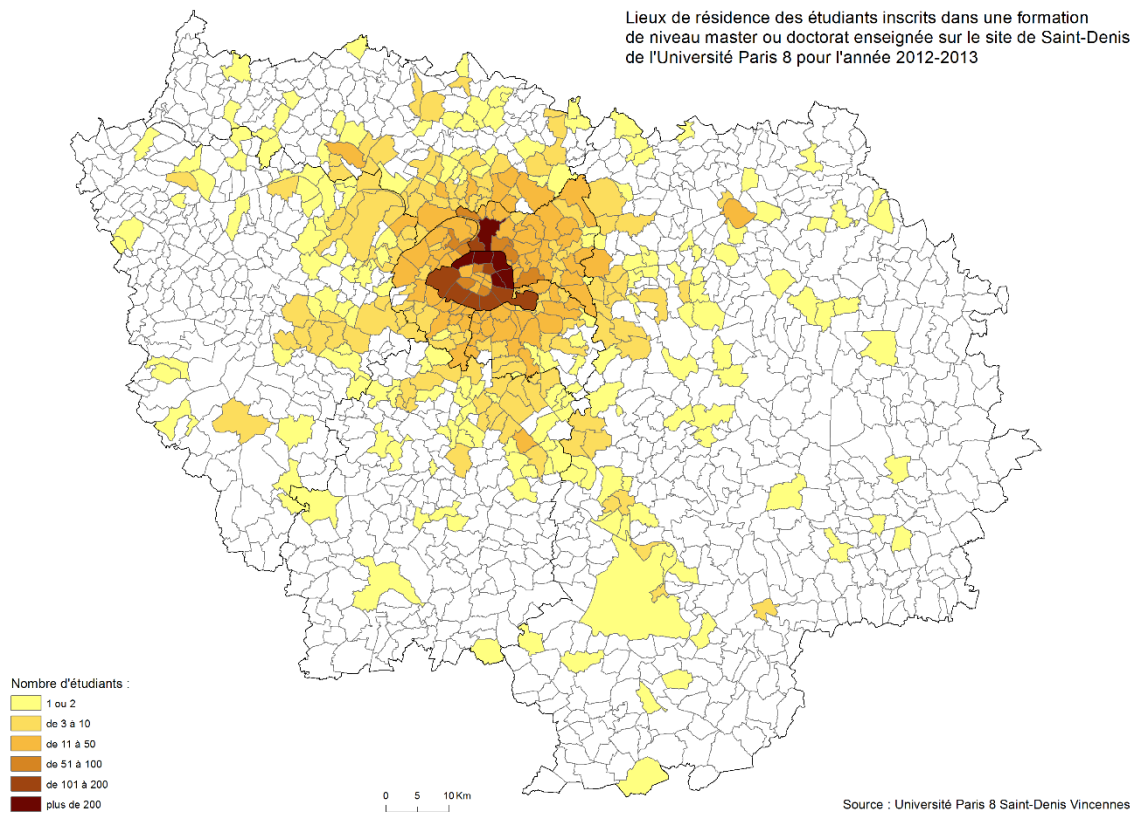 Lieux de résidence des étudiants inscrits dans une formation
de niveau master ou doctorat enseignée sur le site de Saint-Denis
de l'Université Paris 8 pour l'année 2012-2013
Nombre d'étudiants :
1 ou 2
de 3 à 10
de 11 à 50
de 51 à 100
de 101 à 200
plus de 200
0 5 10 Km
Source : Université Paris 8 Saint-Denis Vincennes